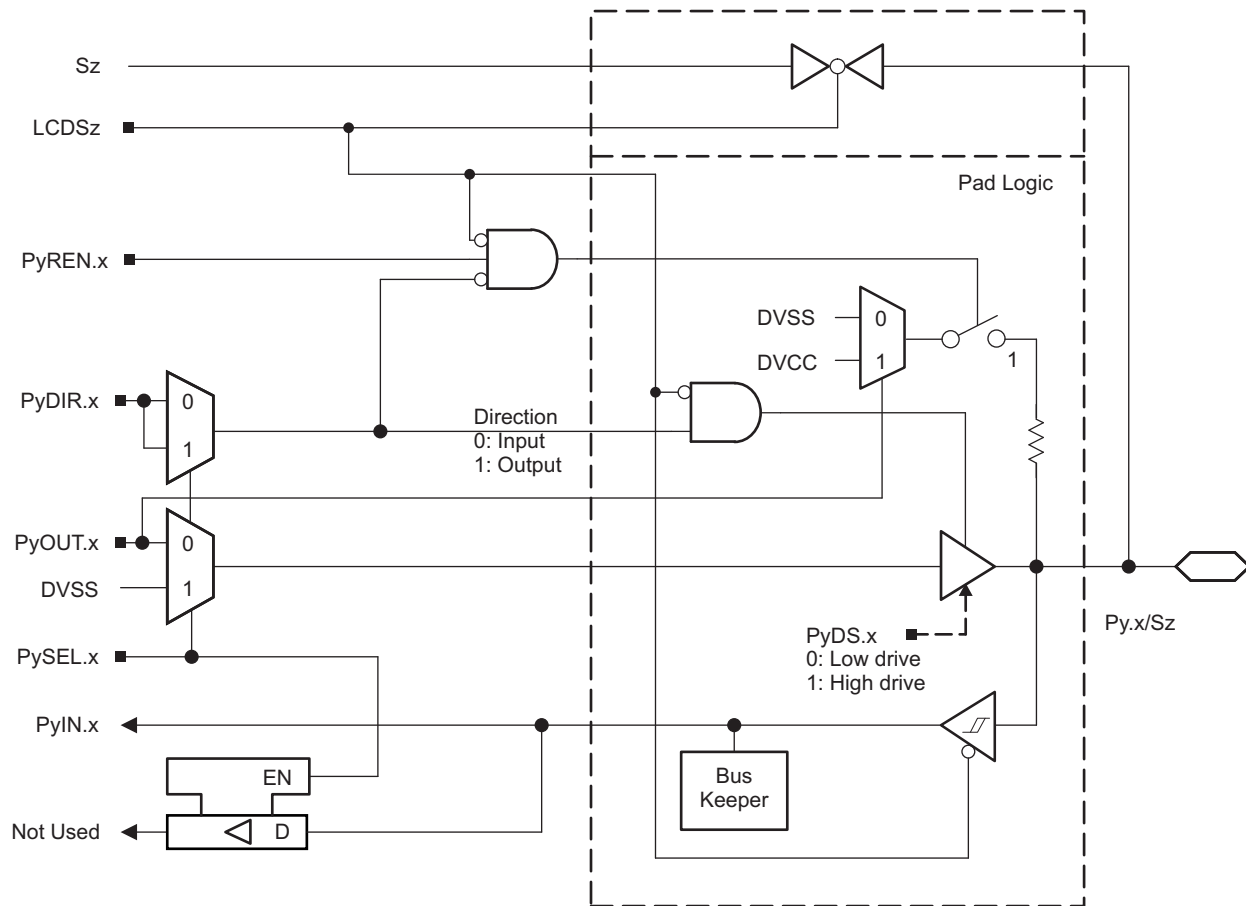 Sz
LCDSz
Pad Logic
PyREN.x
DVSS
0
DVCC
1
1
PyDIR.x
0
1
Direction
0: Input
1: Output
PyOUT.x
0
DVSS
1
PyDS.x
0: Low drive
1: High drive
Py.x/Sz
PySEL.x
PyIN.x
EN
Bus
Keeper
Not Used
D